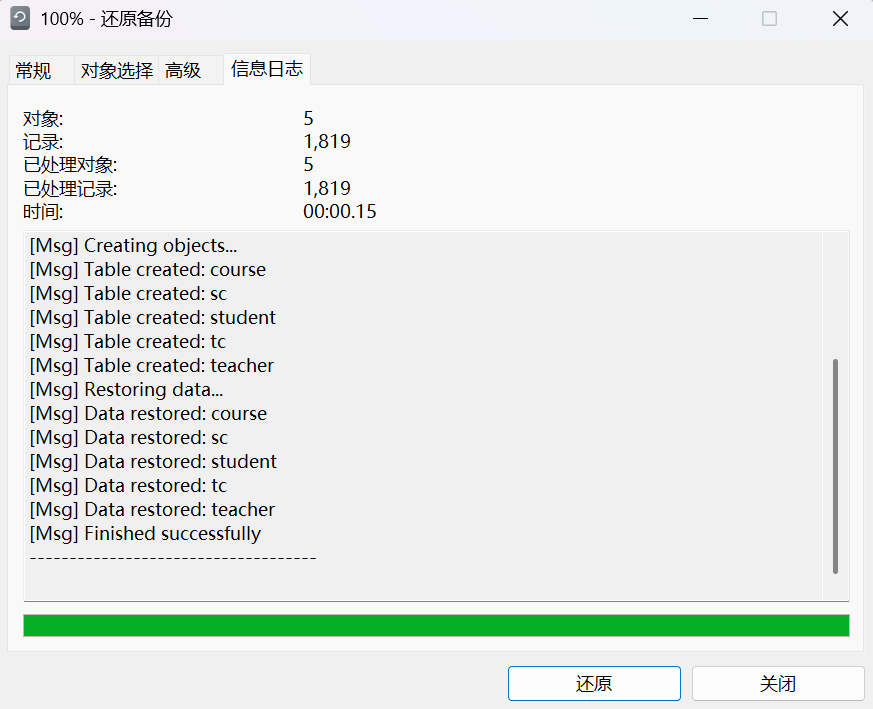 100% - 还原备份
常规 对象选择 高级 信息日志
对象: 5
记录: 1,819
已处理对象: 5
已处理记录: 1,819
时间: 00:00.15
[Msg] Creating objects...
[Msg] Table created: course
[Msg] Table created: sc
[Msg] Table created: student
[Msg] Table created: tc
[Msg] Table created: teacher
[Msg] Restoring data...
[Msg] Data restored: course
[Msg] Data restored: sc
[Msg] Data restored: student
[Msg] Data restored: tc
[Msg] Data restored: teacher
[Msg] Finished successfully
------------------------------------
还原 关闭